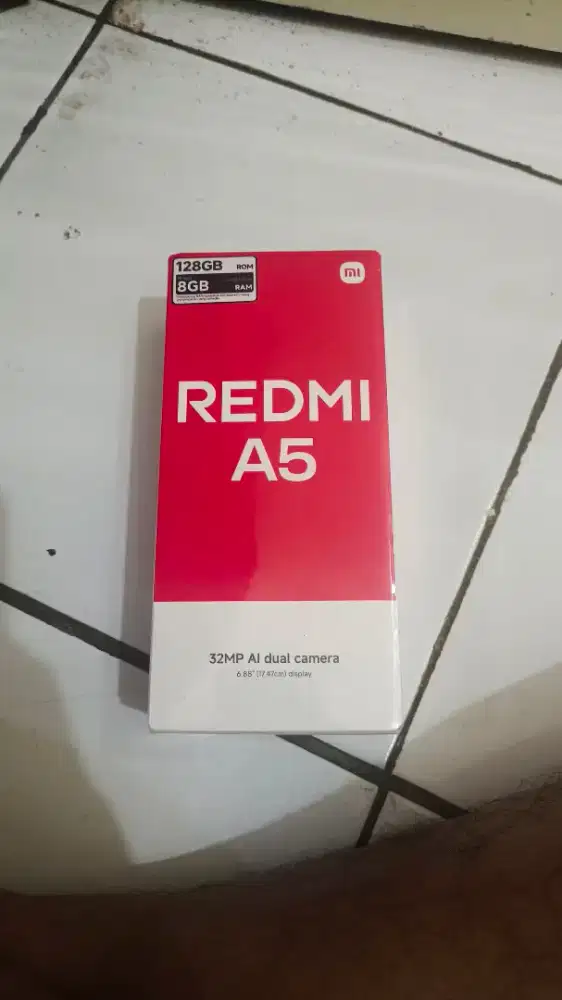 128GB ROM
8GB RAM
mi
REDMI
A5
32MP AI dual camera
6.88" (17.47cm) display